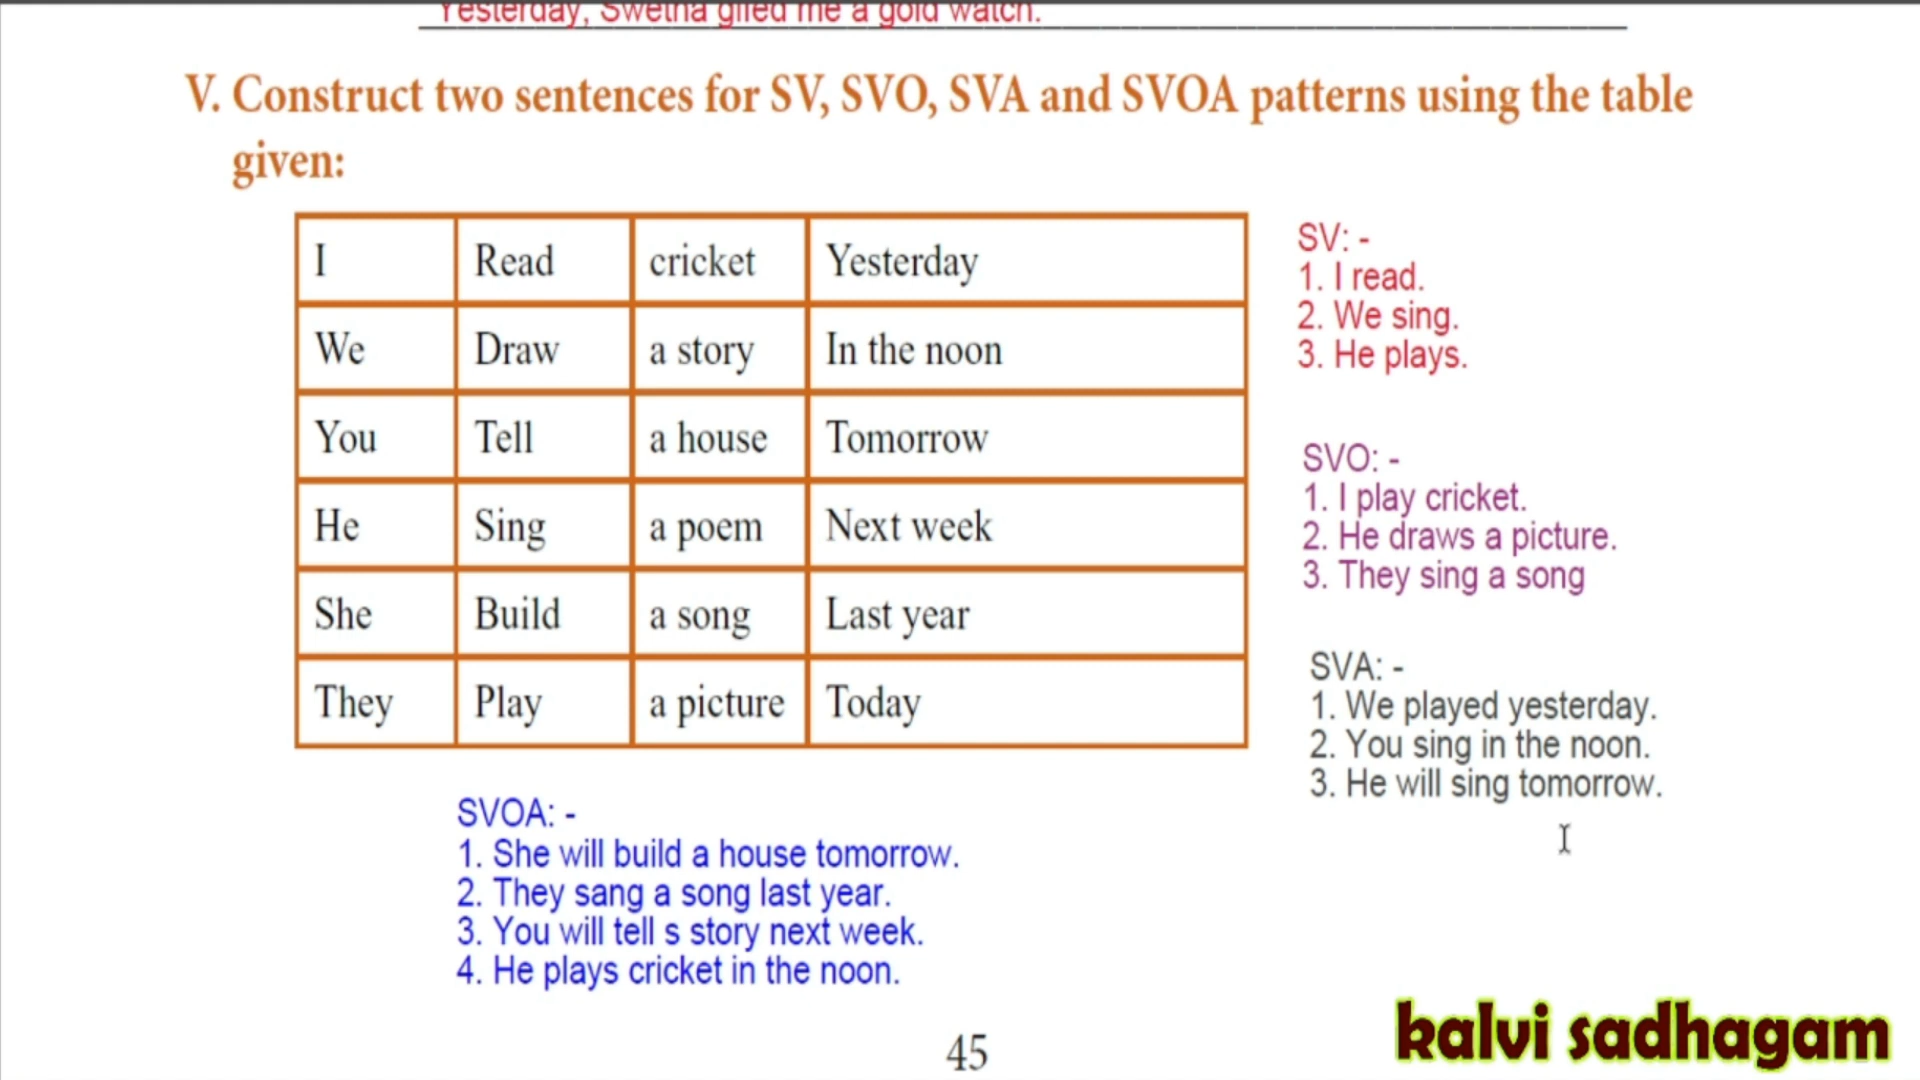 Yesterday, Swetha gifed me a gold watch.
V. Construct two sentences for SV, SVO, SVA and SVOA patterns using the table
given:
I Read cricket Yesterday
We Draw a story In the noon
You Tell a house Tomorrow
He Sing a poem Next week
She Build a song Last year
They Play a picture Today
SV: -
1. I read.
2. We sing.
3. He plays.
SVO: -
1. I play cricket.
2. He draws a picture.
3. They sing a song
SVA: -
1. We played yesterday.
2. You sing in the noon.
3. He will sing tomorrow.
SVOA: -
1. She will build a house tomorrow.
2. They sang a song last year.
3. You will tell s story next week.
4. He plays cricket in the noon.
45
kalvi sadhagam